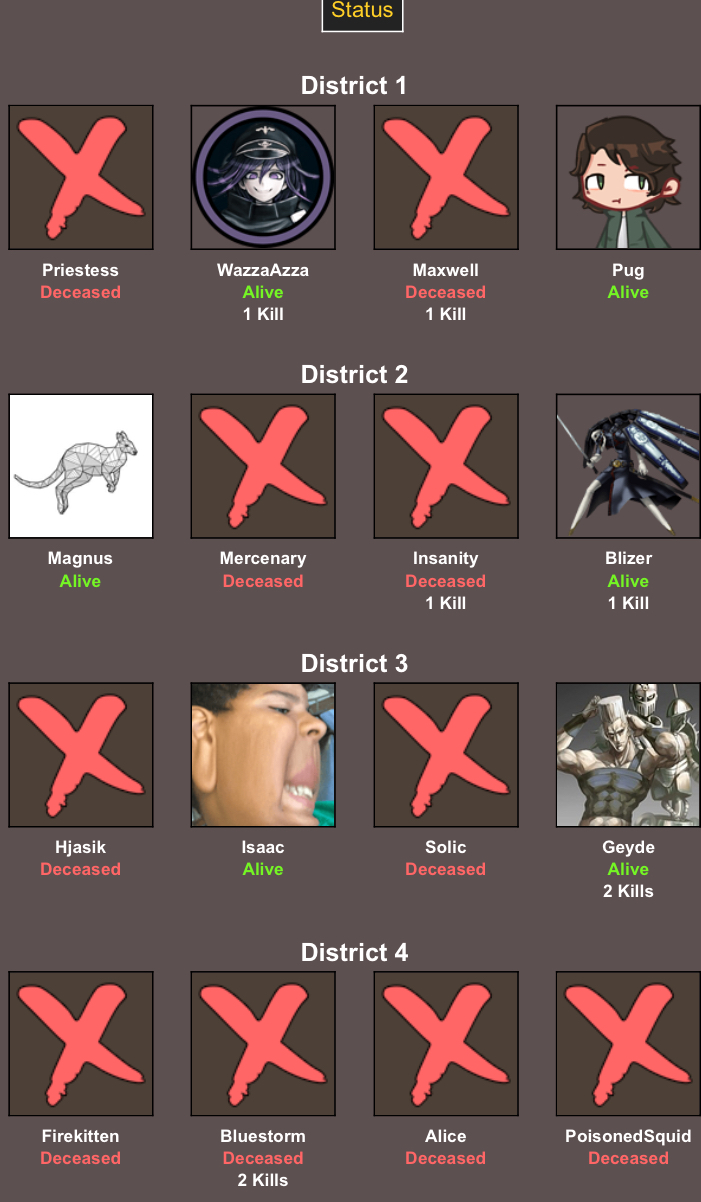 Status
District 1
Priestess
Deceased
WazzaAzza
Alive
1 Kill
Maxwell
Deceased
1 Kill
Pug
Alive
District 2
Magnus
Alive
Mercenary
Deceased
Insanity
Deceased
1 Kill
Blizer
Alive
1 Kill
District 3
Hjasik
Deceased
Isaac
Alive
Solic
Deceased
Geyde
Alive
2 Kills
District 4
Firekitten
Deceased
Bluestorm
Deceased
2 Kills
Alice
Deceased
PoisonedSquid
Deceased